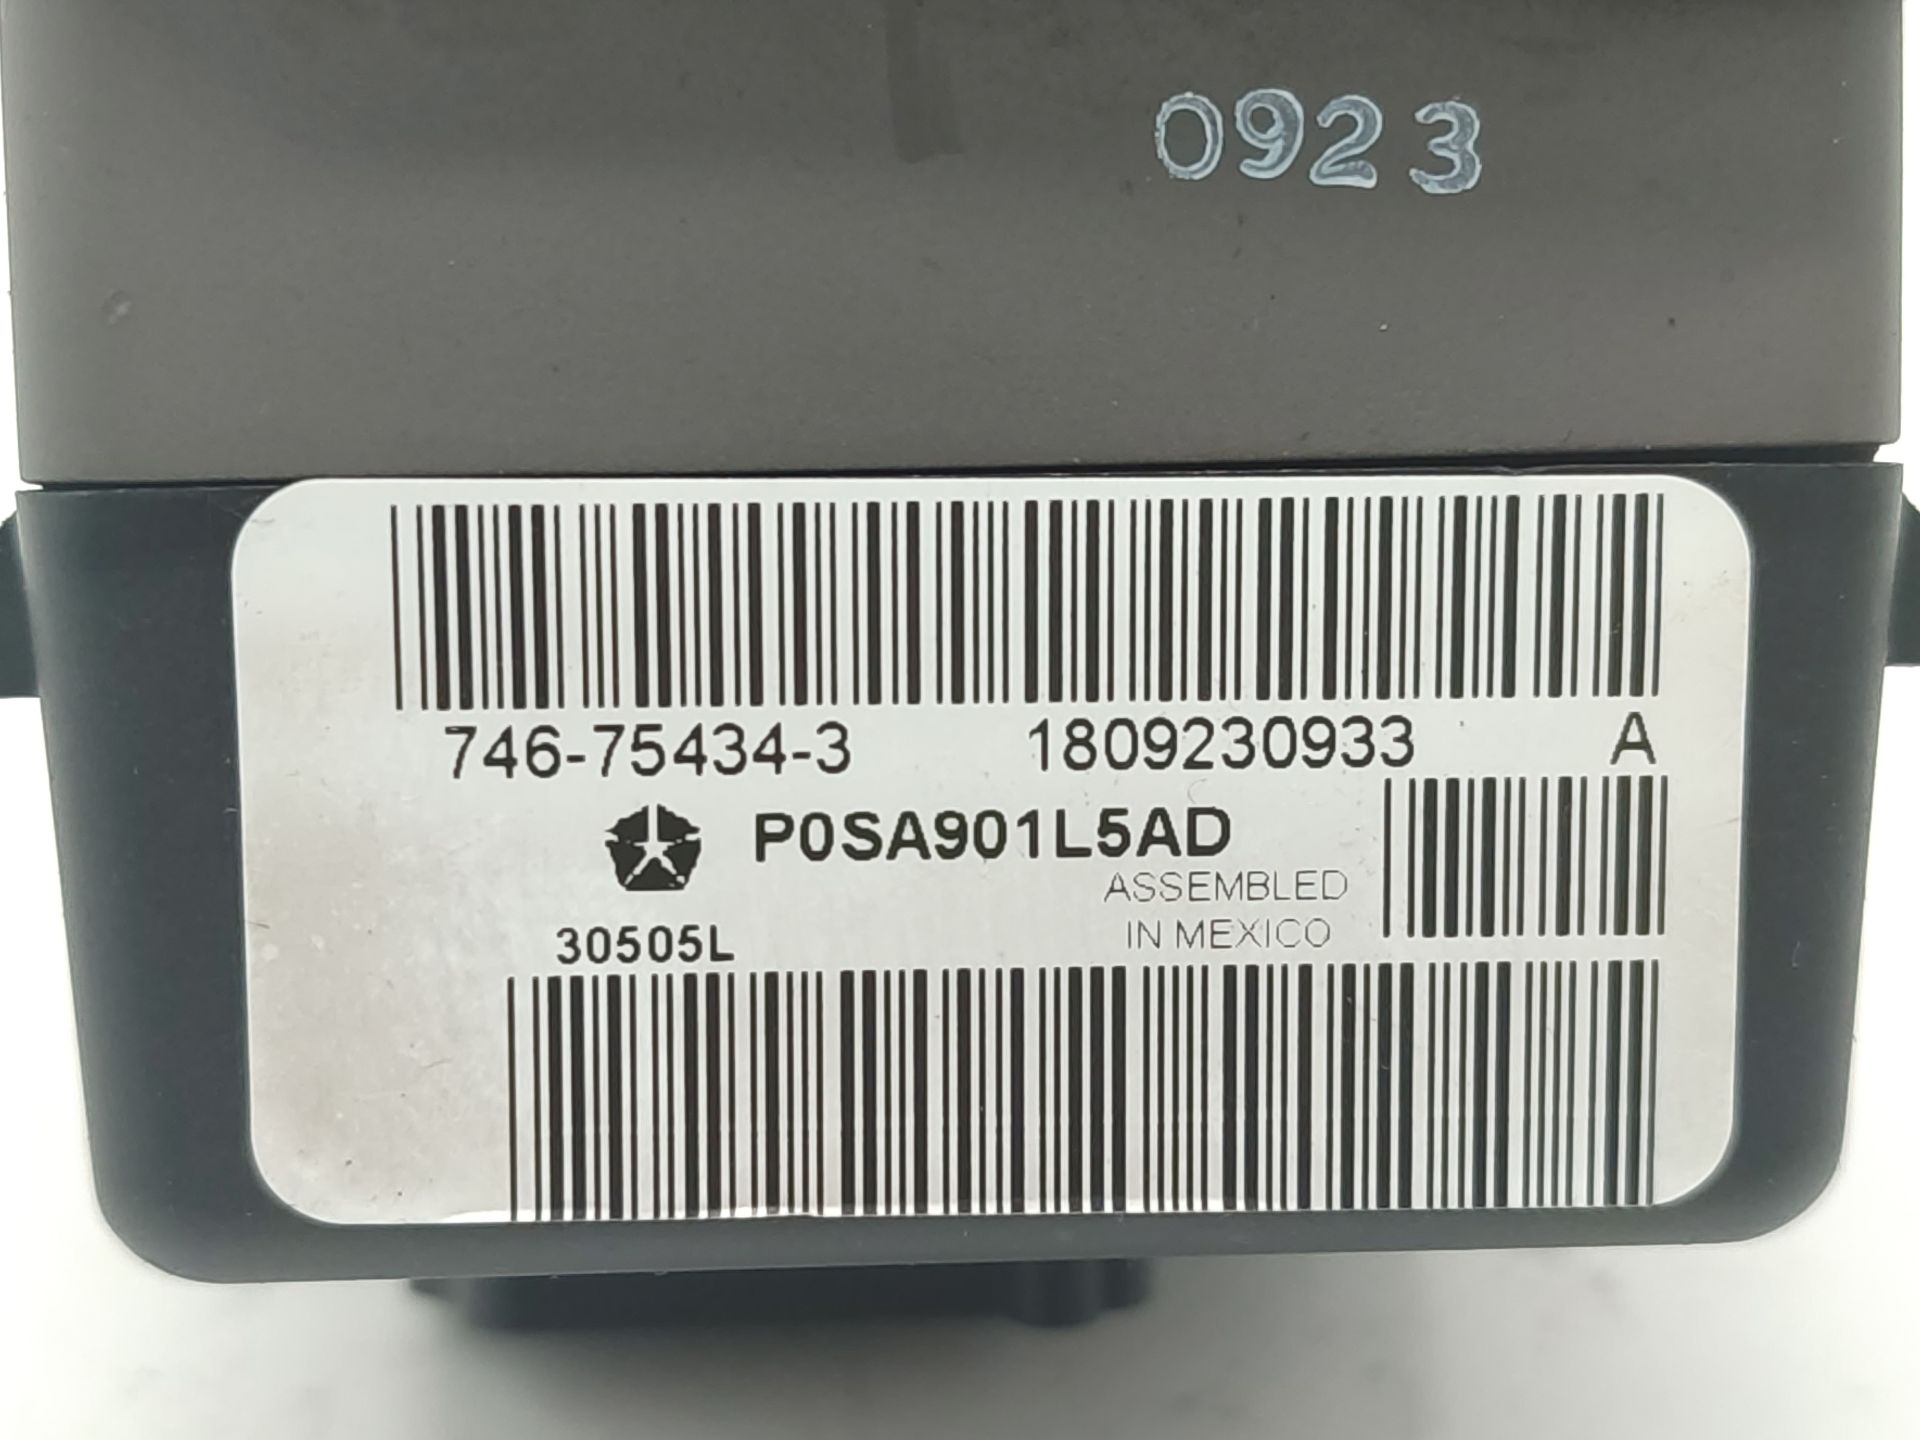 0923
746-75434-3 1809230933 A
P0SA901L5AD
ASSEMBLED
IN MEXICO
30505L